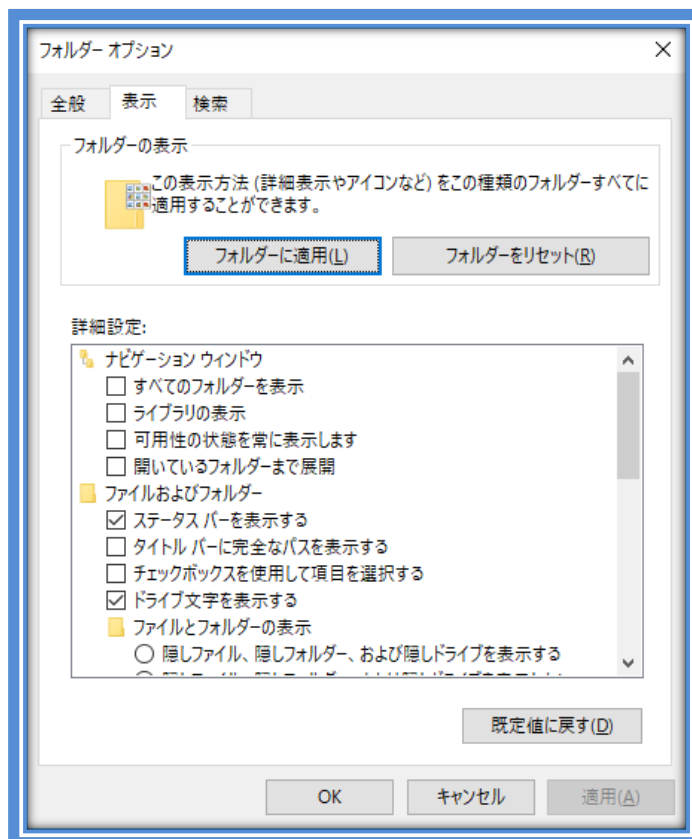 フォルダー オプション
全般
表示
検索
フォルダーの表示
この表示方法 (詳細表示やアイコンなど) をこの種類のフォルダーすべてに
適用することができます。
フォルダーに適用(L)
フォルダーをリセット(R)
詳細設定:
ナビゲーション ウィンドウ
すべてのフォルダーを表示
ライブラリの表示
可用性の状態を常に表示します
開いているフォルダーまで展開
ファイルおよびフォルダー
ステータス バーを表示する
タイトル バーに完全なパスを表示する
チェックボックスを使用して項目を選択する
ドライブ文字を表示する
ファイルとフォルダーの表示
隠しファイル、隠しフォルダー、および隠しドライブを表示する
既定値に戻す(D)
OK
キャンセル
適用(A)